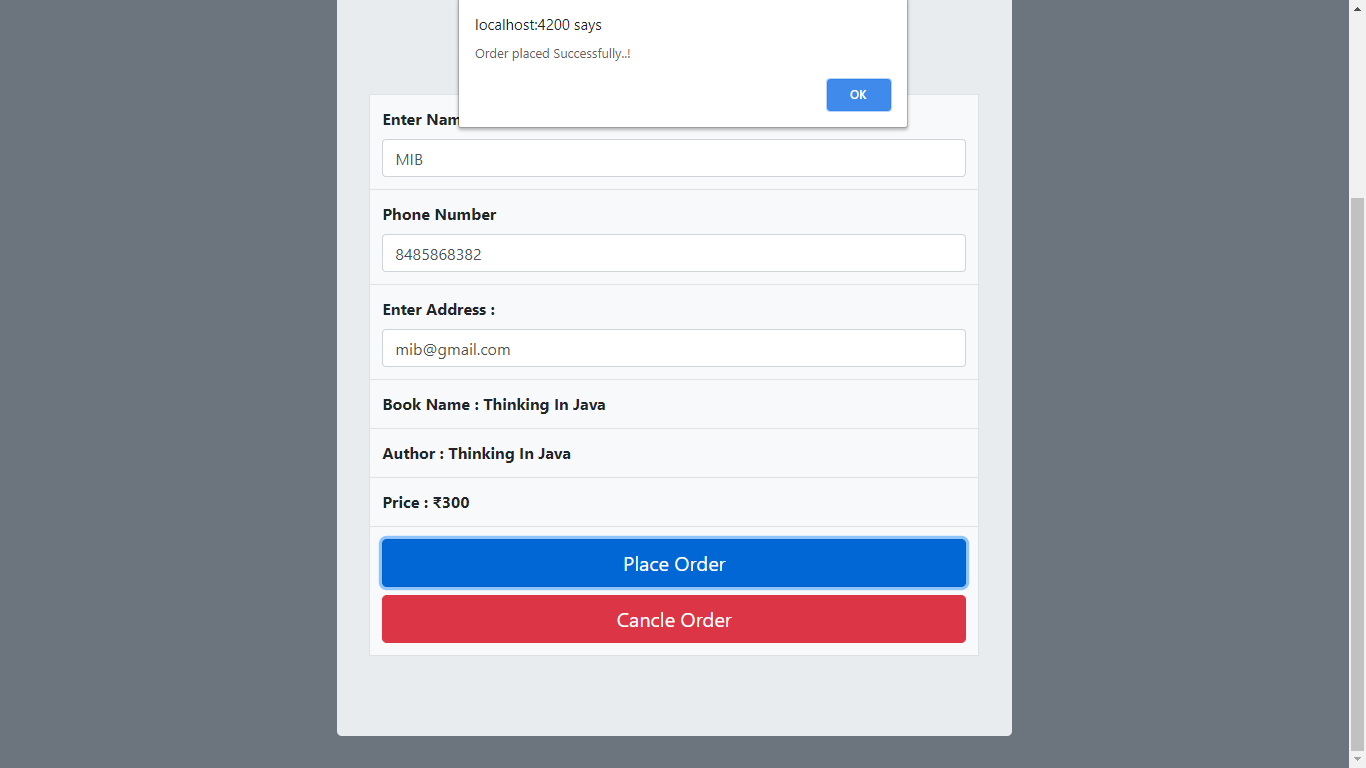 localhost:4200 says
Order placed Successfully..!
OK
Enter Nam
MIB
Phone Number
8485868382
Enter Address :
mib@gmail.com
Book Name : Thinking In Java
Author : Thinking In Java
Price : ₹300
Place Order
Cancle Order